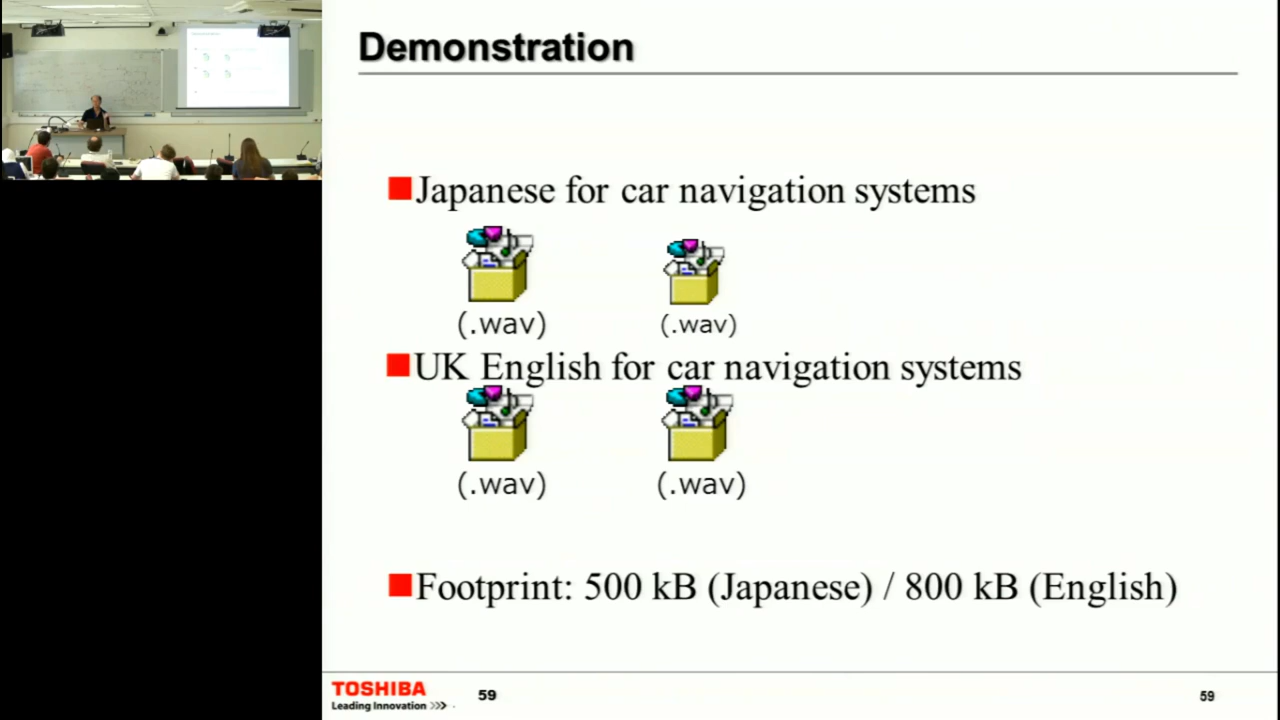 Demonstration
Japanese for car navigation systems
(.wav) (.wav)
UK English for car navigation systems
(.wav) (.wav)
Footprint: 500 kB (Japanese) / 800 kB (English)
TOSHIBA
Leading Innovation >>>
59
59